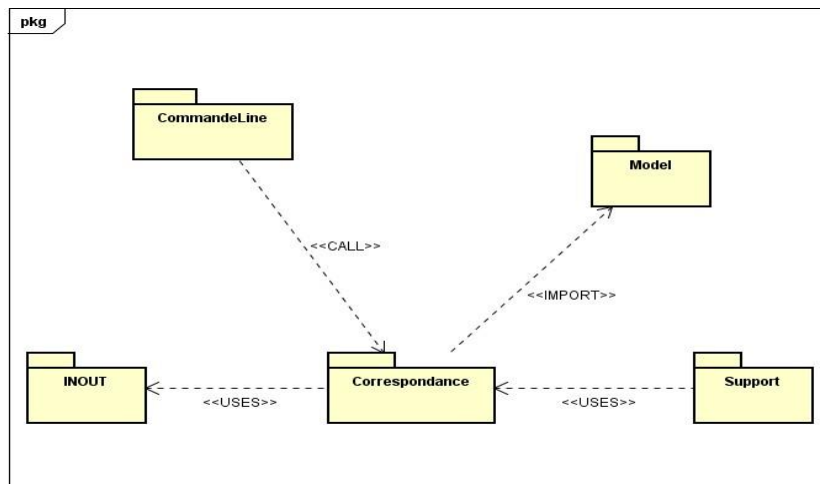 pkg
CommandeLine
Model
<<CALL>>
<<IMPORT>>
INOUT
Correspondance
Support
<<USES>>
<<USES>>